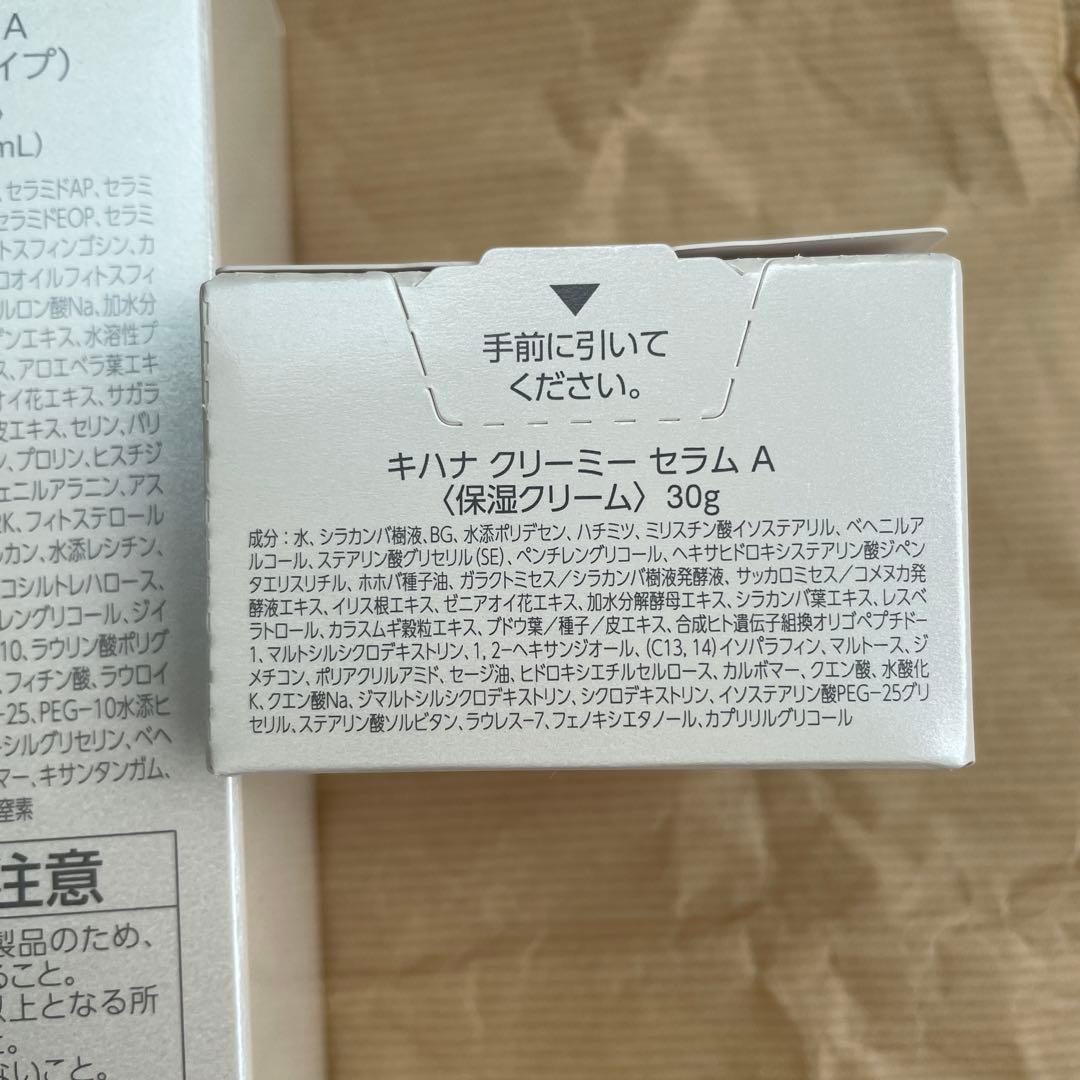 A
イプ）
mL）
、セラミドAP、セラミ
セラミドEOP、セラミ
トスフィンゴシン、カ
ロオイルフィトスフィ
ルロン酸Na、加水分
ゲンエキス、水溶性プ
ス、アロエベラ葉エキ
オイ花エキス、サガラ
皮エキス、セリン、バリ
ン、プロリン、ヒスチジ
ェニルアラニン、アス
2K、フィトステロール
ッカン、水添レシチン、
コシルトレハロース、
レングリコール、ジイ
10、ラウリン酸ポリグ
、フィチン酸、ラウロイ
-25、PEG-10水添ヒ
シルグリセリン、ベヘ
マー、キサンタンガム、
窒素
注意
製品のため、
ること。
以上となる所
と。
ないこと。
▼
手前に引いて
ください。
キハナ クリーミー セラム A
〈保湿クリーム〉 30g
成分：水、シラカンバ樹液、BG、水添ポリデセン、ハチミツ、ミリスチン酸イソステアリル、ベヘニルア
ルコール、ステアリン酸グリセリル（SE）、ペンチレングリコール、ヘキサヒドロキシステアリン酸ジペン
タエリスリチル、ホホバ種子油、ガラクトミセス／シラカンバ樹液発酵液、サッカロミセス／コメヌカ発
酵液エキス、イリス根エキス、ゼニアオイ花エキス、加水分解酵母エキス、シラカンバ葉エキス、レスベ
ラトロール、カラスムギ穀粒エキス、ブドウ葉／種子／皮エキス、合成ヒト遺伝子組換オリゴペプチド-
1、マルトシルシクロデキストリン、1，2-ヘキサンジオール、（C13，14）イソパラフィン、マルトース、ジ
メチコン、ポリアクリルアミド、セージ油、ヒドロキシエチルセルロース、カルボマー、クエン酸、水酸化
K、クエン酸Na、ジマルトシルシクロデキストリン、シクロデキストリン、イソステアリン酸PEG-25グリ
セリル、ステアリン酸ソルビタン、ラウレス-7、フェノキシエタノール、カプリリルグリコール